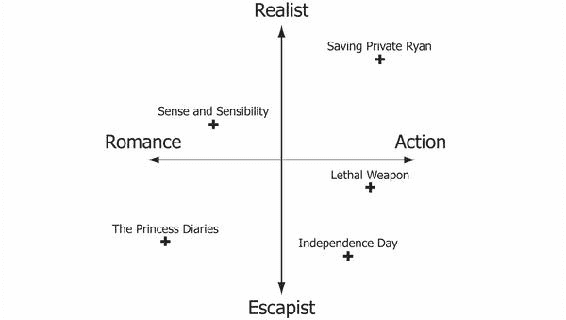 Realist
Saving Private Ryan
Sense and Sensibility
Romance
Action
Lethal Weapon
The Princess Diaries
Independence Day
Escapist